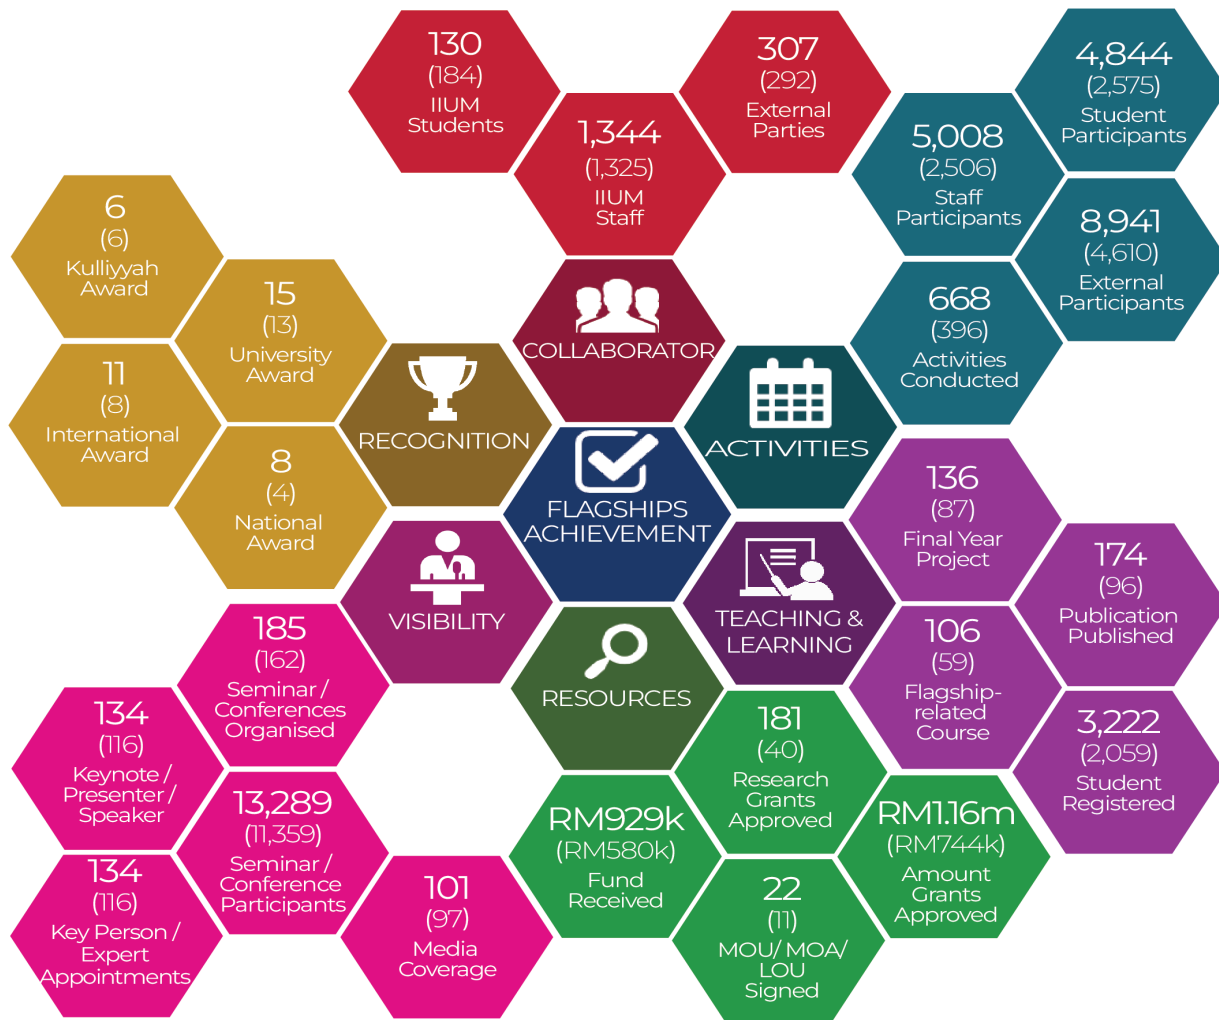 130
(184)
IIUM
Students
1,344
(1,325)
IIUM
Staff
307
(292)
External
Parties
COLLABORATOR
4,844
(2,575)
Student
Participants
5,008
(2,506)
Staff
Participants
8,941
(4,610)
External
Participants
668
(396)
Activities
Conducted
ACTIVITIES
6
(6)
Kulliyyah
Award
15
(13)
University
Award
11
(8)
International
Award
8
(4)
National
Award
RECOGNITION
FLAGSHIPS
ACHIEVEMENT
136
(87)
Final Year
Project
174
(96)
Publication
Published
106
(59)
Flagship-
related
Course
3,222
(2,059)
Student
Registered
TEACHING &
LEARNING
VISIBILITY
185
(162)
Seminar /
Conferences
Organised
134
(116)
Keynote /
Presenter /
Speaker
13,289
(11,359)
Seminar /
Conference
Participants
134
(116)
Key Person /
Expert
Appointments
101
(97)
Media
Coverage
RESOURCES
181
(40)
Research
Grants
Approved
RM929k
(RM580k)
Fund
Received
RM1.16m
(RM744k)
Amount
Grants
Approved
22
(11)
MOU/ MOA/
LOU
Signed